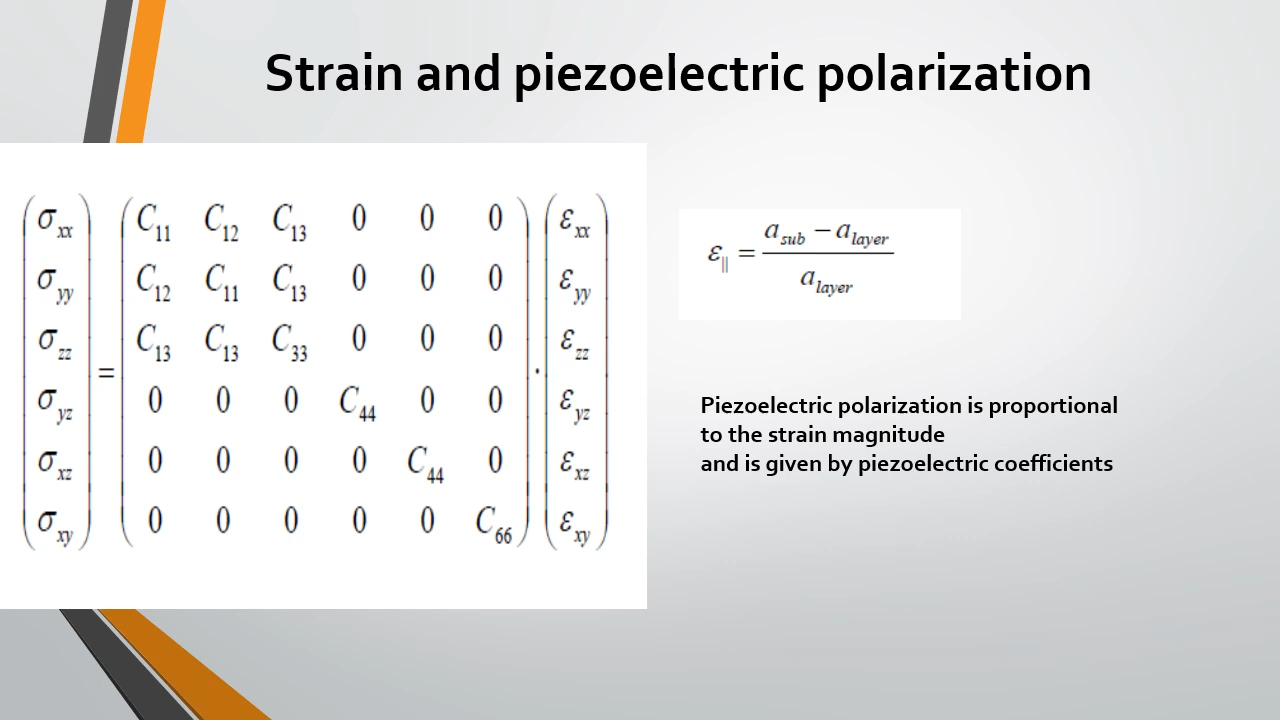 Strain and piezoelectric polarization
σxx C11 C12 C13 0 0 0 εxx
σyy C12 C11 C13 0 0 0 εyy
σzz C13 C13 C33 0 0 0 εzz
=
·
σyz 0 0 0 C44 0 0 εyz
σxz 0 0 0 0 C44 0 εxz
σxy 0 0 0 0 0 C66 εxy
ε|| = (asub − alayer) / alayer
Piezoelectric polarization is proportional
to the strain magnitude
and is given by piezoelectric coefficients